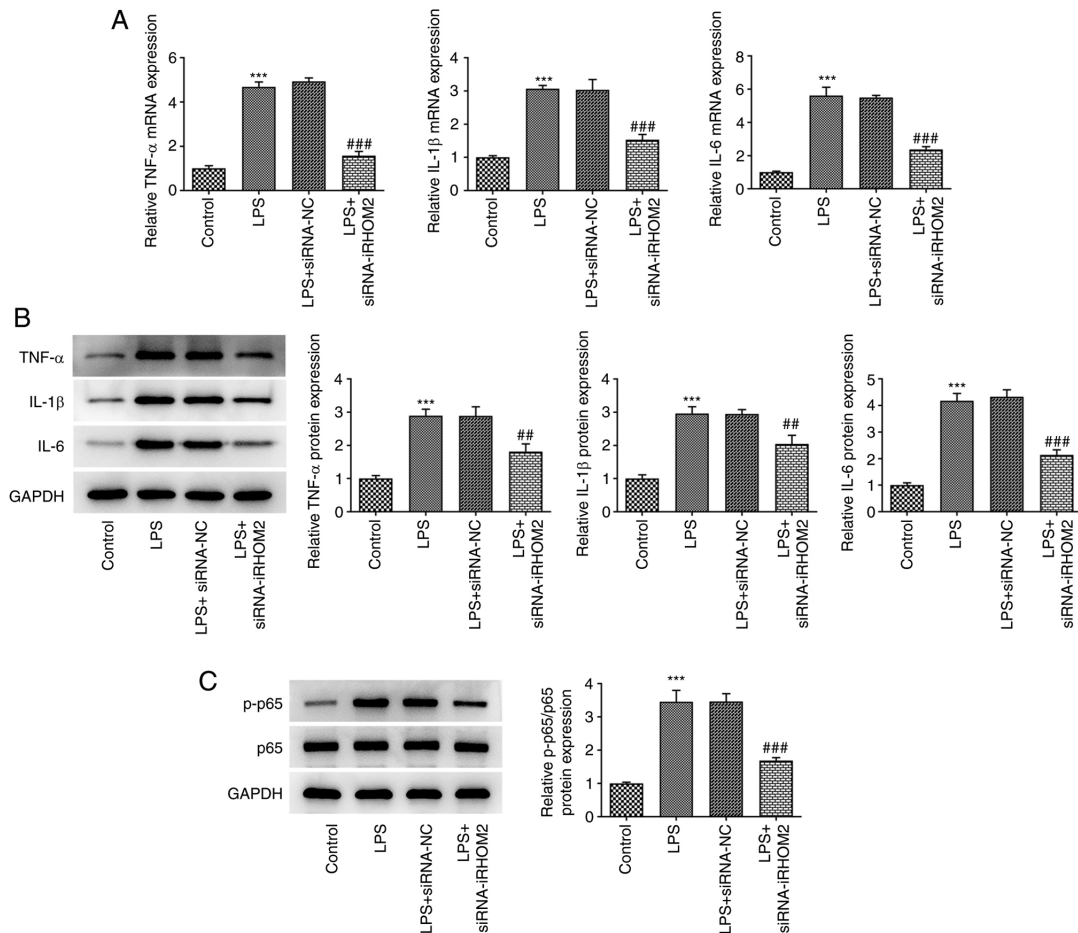 A
Relative TNF-α mRNA expression
6
4
2
0
***
###
Control
LPS
LPS+siRNA-NC
LPS+
siRNA-iRHOM2
Relative IL-1β mRNA expression
4
3
2
1
0
***
###
Control
LPS
LPS+siRNA-NC
LPS+
siRNA-iRHOM2
Relative IL-6 mRNA expression
8
6
4
2
0
***
###
Control
LPS
LPS+siRNA-NC
LPS+
siRNA-iRHOM2
B
TNF-α
IL-1β
IL-6
GAPDH
Control
LPS
LPS+ siRNA-NC
LPS+
siRNA-iRHOM2
Relative TNF-α protein expression
4
3
2
1
0
***
##
Control
LPS
LPS+siRNA-NC
LPS+
siRNA-iRHOM2
Relative IL-1β protein expression
4
3
2
1
0
***
##
Control
LPS
LPS+siRNA-NC
LPS+
siRNA-iRHOM2
Relative IL-6 protein expression
5
4
3
2
1
0
***
###
Control
LPS
LPS+siRNA-NC
LPS+
siRNA-iRHOM2
C
p-p65
p65
GAPDH
Control
LPS
LPS+siRNA-NC
LPS+
siRNA-iRHOM2
Relative p-p65/p65
protein expression
4
3
2
1
0
***
###
Control
LPS
LPS+siRNA-NC
LPS+
siRNA-iRHOM2